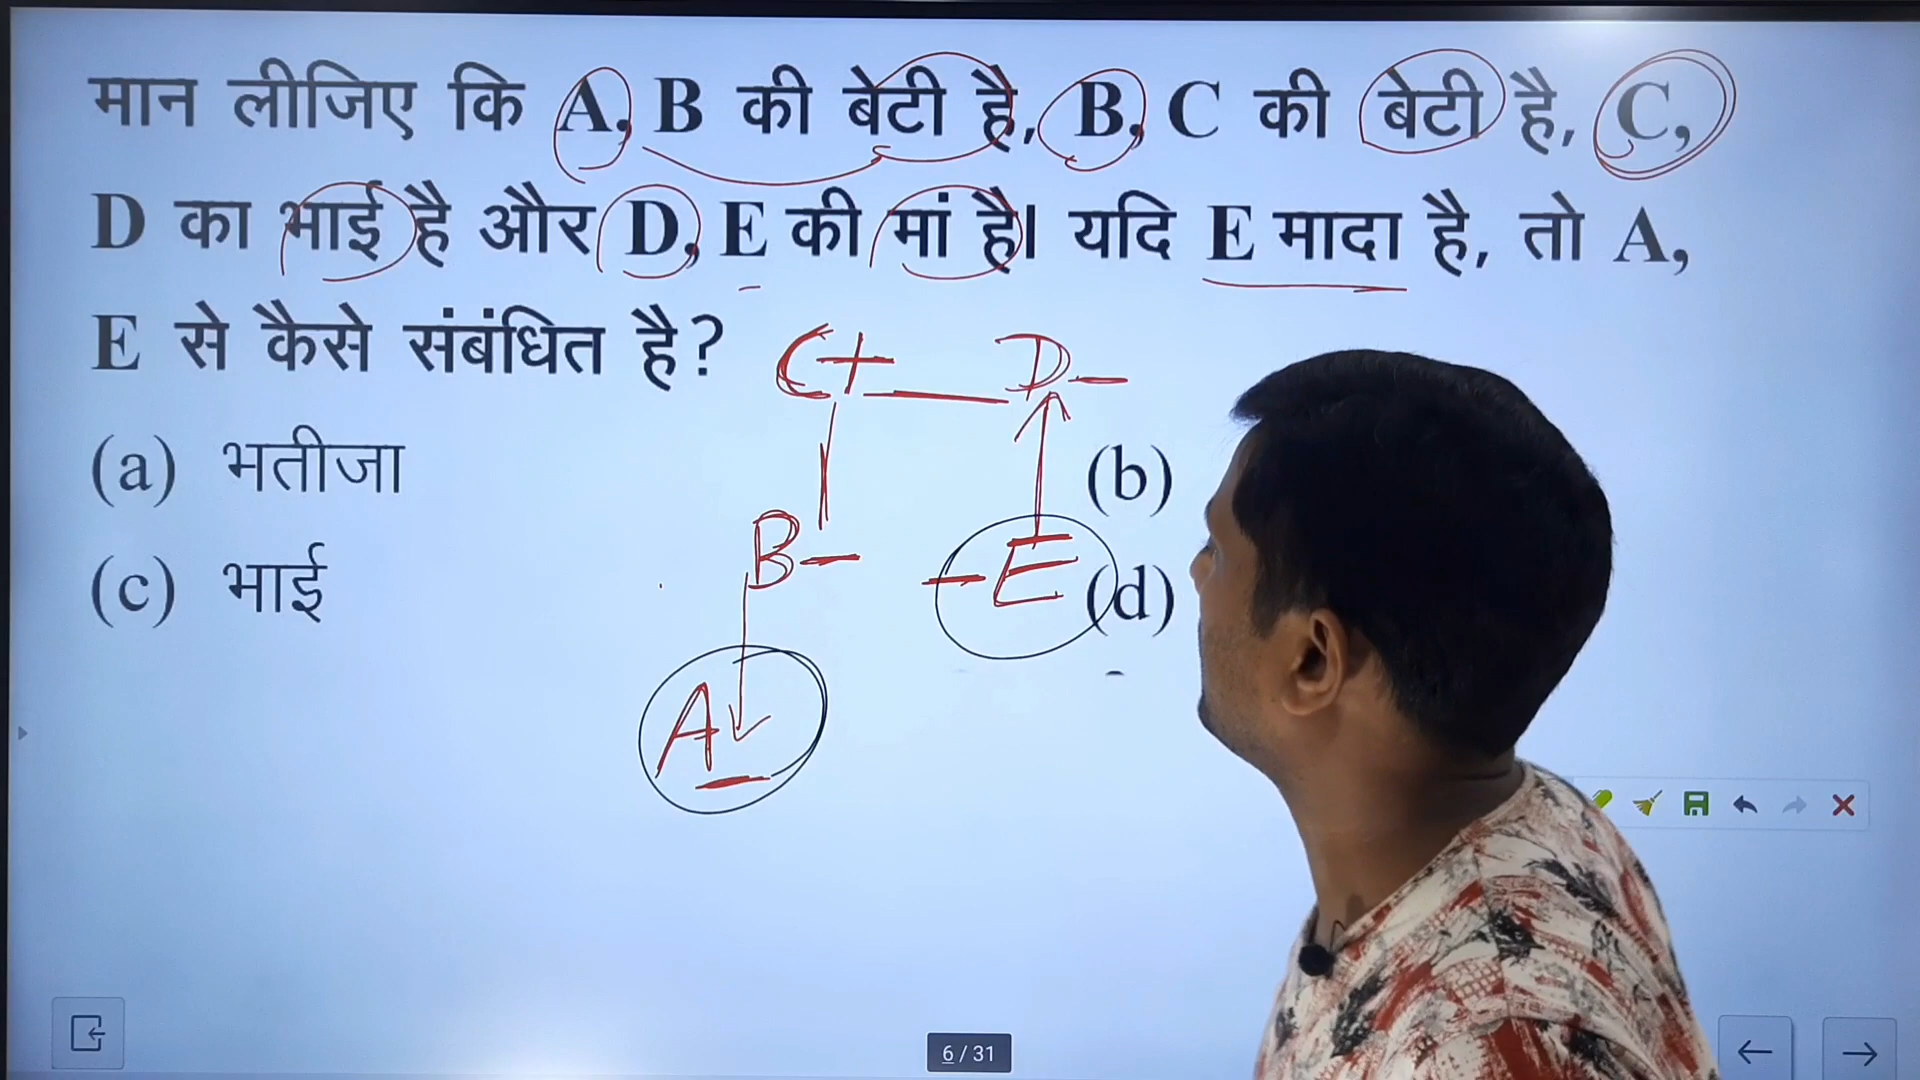 मान लीजिए कि A, B की बेटी है, B, C की बेटी है, C,
D का भाई है और D, E की मां है। यदि E मादा है, तो A,
E से कैसे संबंधित है?
C+ D-
(a) भतीजा (b)
B- -E
(c) भाई (d)
A-
6 / 31